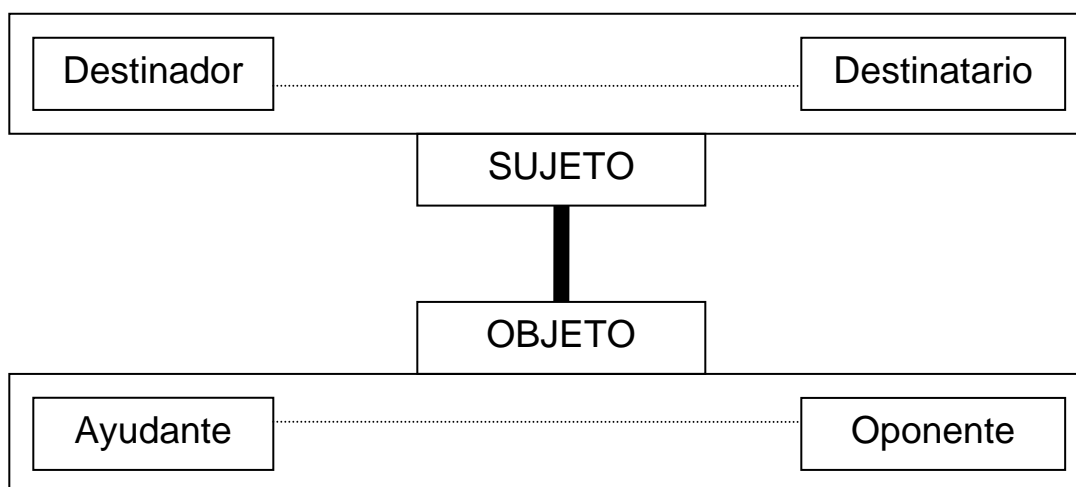 Destinador
Destinatario
SUJETO
OBJETO
Ayudante
Oponente